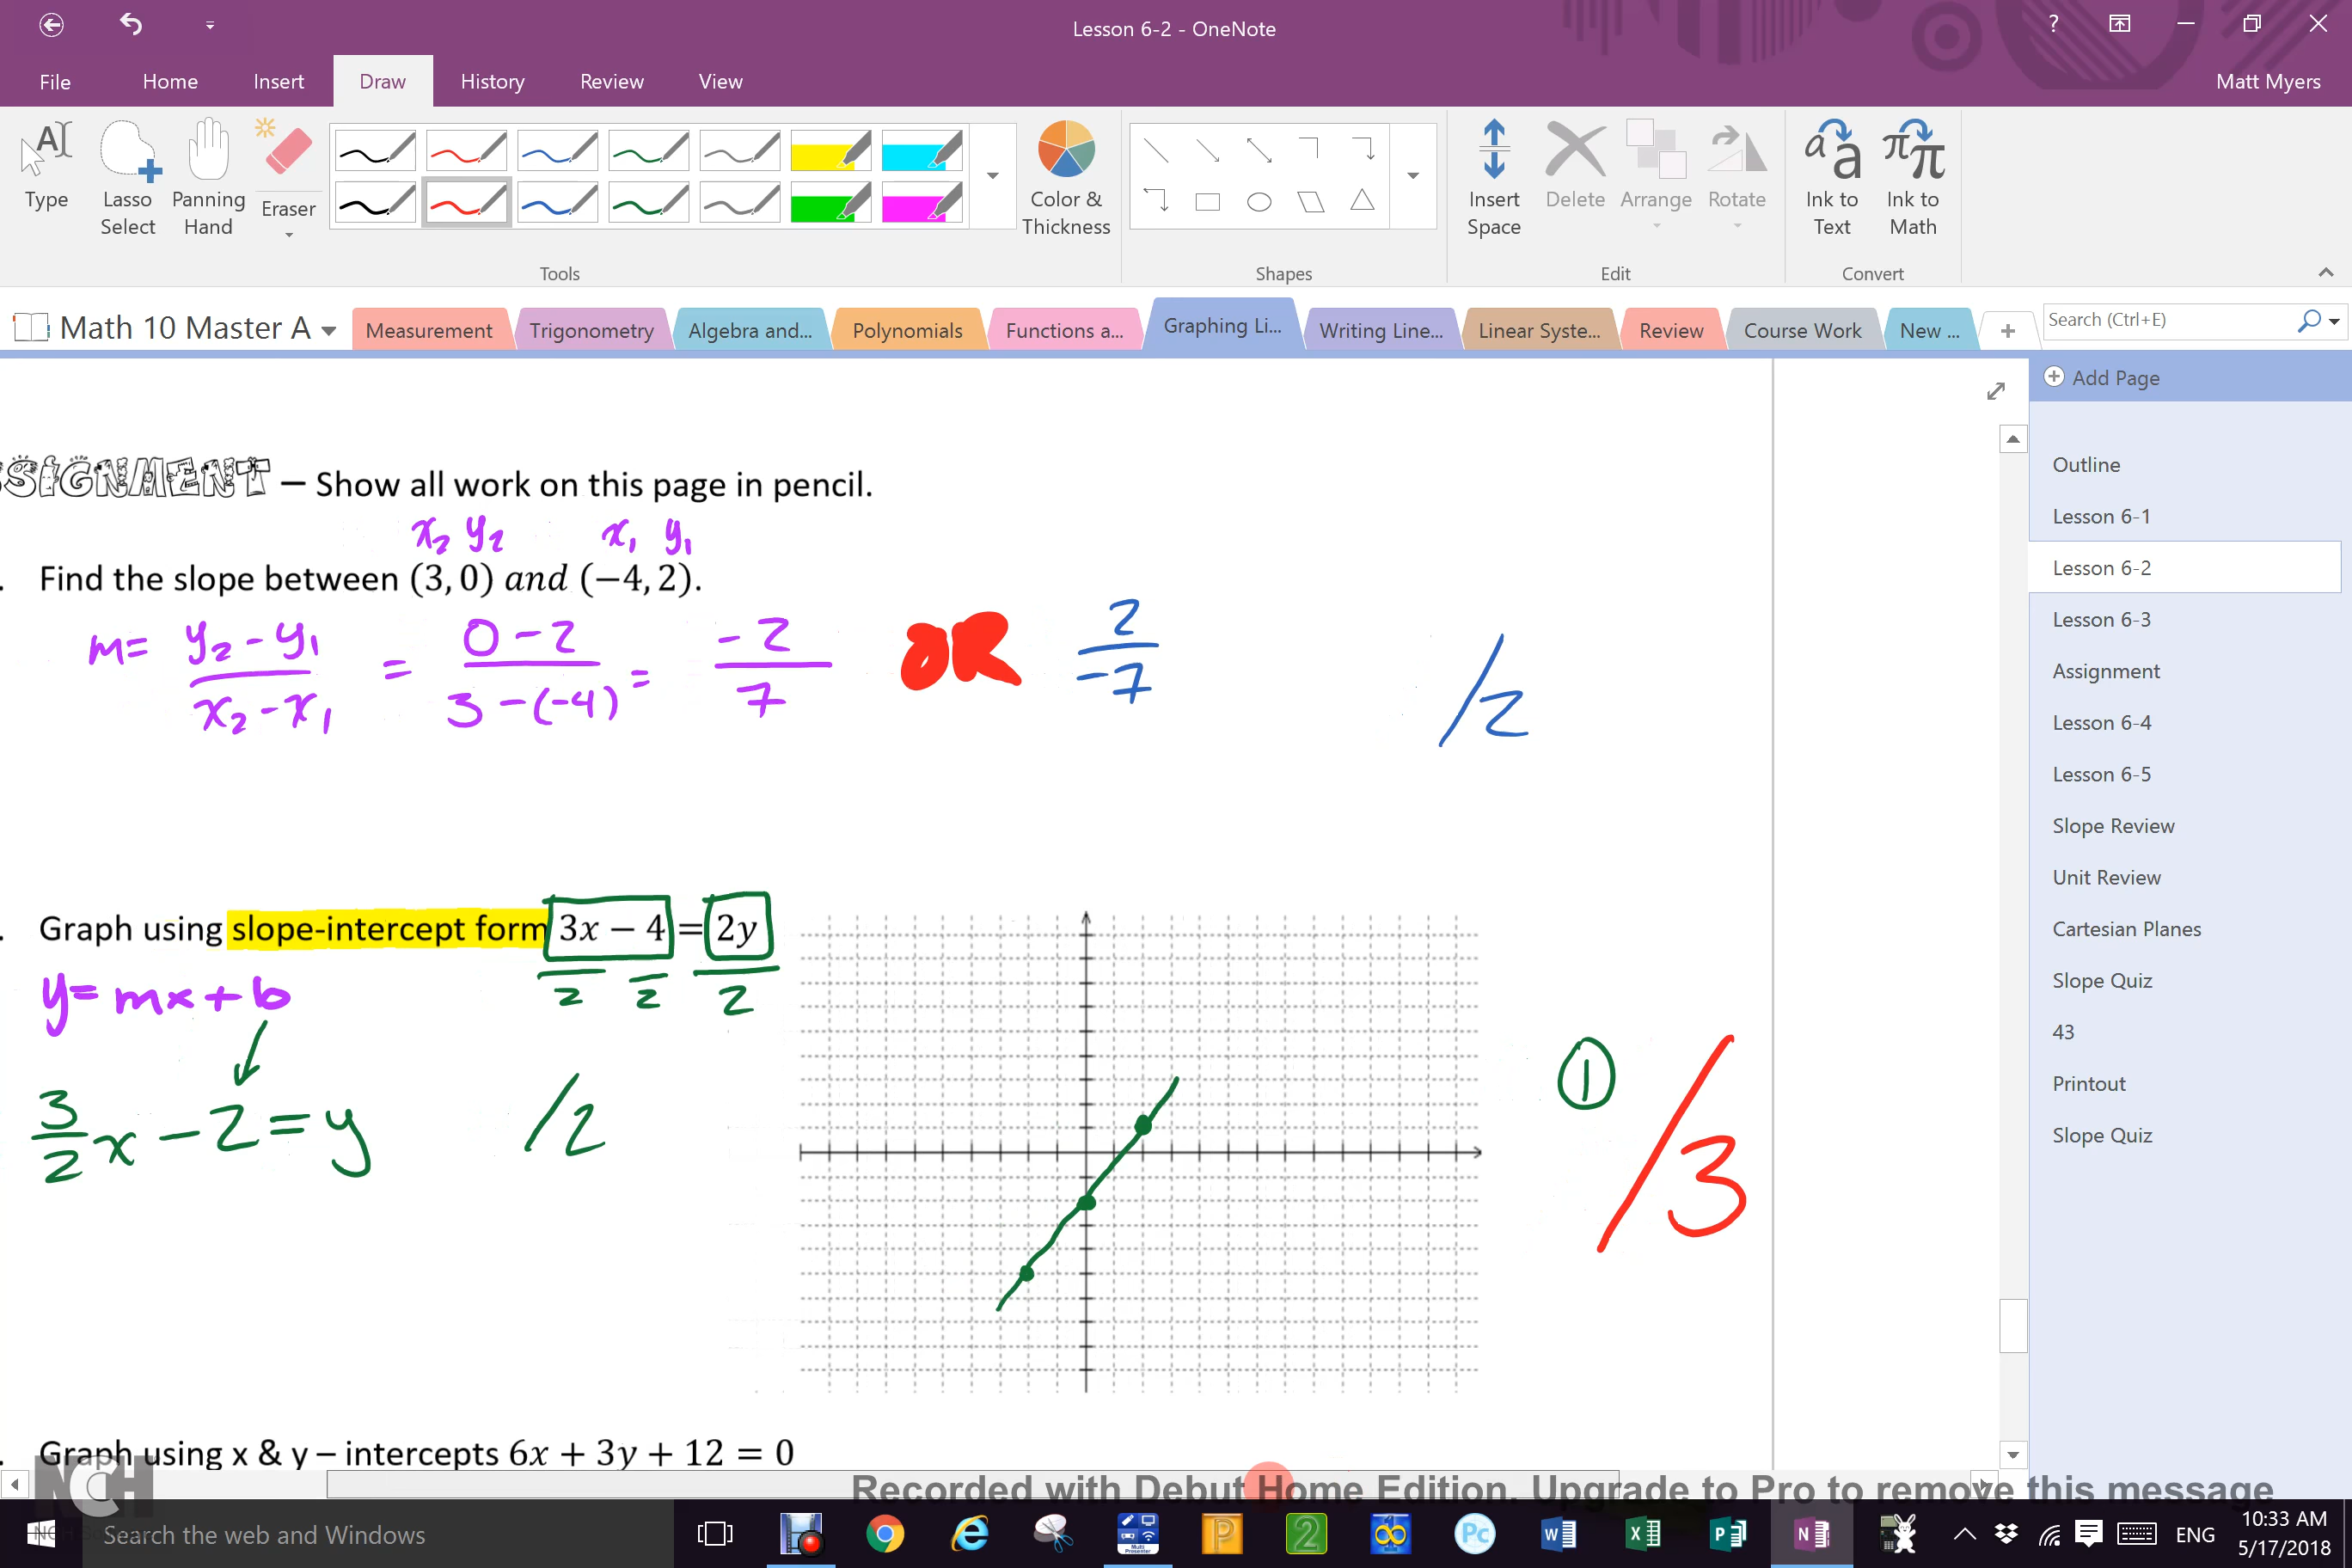 Lesson 6-2 - OneNote
?
File Home Insert Draw History Review View Matt Myers
Type Lasso Select Panning Hand Eraser Color & Thickness Insert Space Delete Arrange Rotate Ink to Text Ink to Math
Tools Shapes Edit Convert
Math 10 Master A Measurement Trigonometry Algebra and... Polynomials Functions a... Graphing Li... Writing Line... Linear Syste... Review Course Work New ... + Search (Ctrl+E)
Add Page
Outline
Lesson 6-1
Lesson 6-2
Lesson 6-3
Assignment
Lesson 6-4
Lesson 6-5
Slope Review
Unit Review
Cartesian Planes
Slope Quiz
43
Printout
Slope Quiz
SSIGNMENT – Show all work on this page in pencil.
x₂ y₂ x₁ y₁
. Find the slope between (3, 0) and (−4, 2).
m = (y₂ - y₁)/(x₂ - x₁) = (0 - 2)/(3 - (-4)) = -2/7 OR 2/-7 /2
. Graph using slope-intercept form 3x − 4 = 2y
2 2 2
y = mx + b
3/2 x - 2 = y /2
① /3
. Graph using x & y – intercepts 6x + 3y + 12 = 0
NCH
Recorded with Debut Home Edition. Upgrade to Pro to remove this message
Search the web and Windows
ENG 10:33 AM
5/17/2018